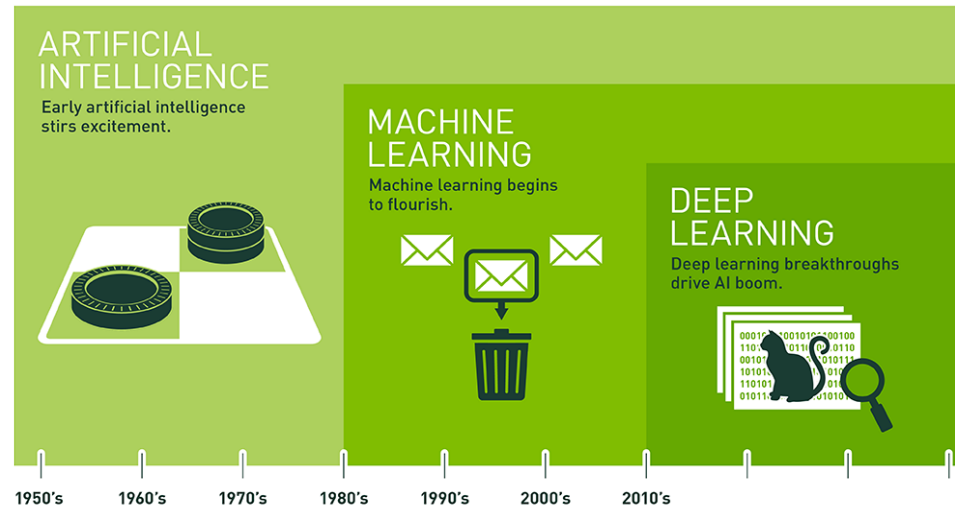 ARTIFICIAL
INTELLIGENCE
Early artificial intelligence
stirs excitement.
MACHINE
LEARNING
Machine learning begins
to flourish.
DEEP
LEARNING
Deep learning breakthroughs
drive AI boom.
1950's
1960's
1970's
1980's
1990's
2000's
2010's